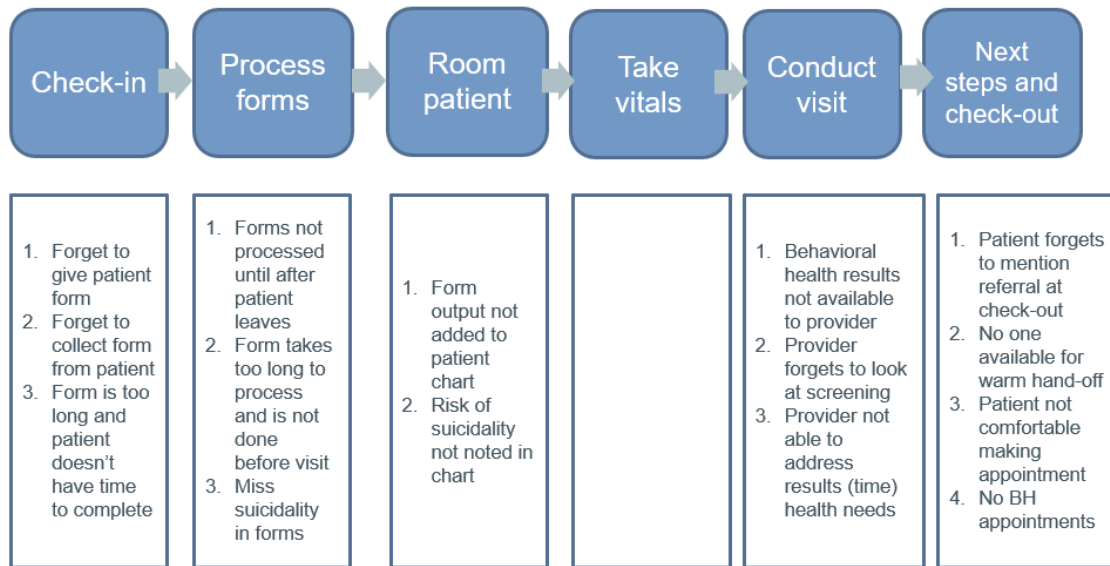 Check-in
Process
forms
Room
patient
Take
vitals
Conduct
visit
Next
steps and
check-out
1. Forget to
give patient
form
2. Forget to
collect form
from patient
3. Form is too
long and
patient
doesn't
have time
to complete
1. Forms not
processed
until after
patient
leaves
2. Form takes
too long to
process
and is not
done
before visit
3. Miss
suicidality
in forms
1. Form
output not
added to
patient
chart
2. Risk of
suicidality
not noted in
chart
1. Behavioral
health results
not available
to provider
2. Provider
forgets to look
at screening
3. Provider not
able to
address
results (time)
health needs
1. Patient forgets
to mention
referral at
check-out
2. No one
available for
warm hand-off
3. Patient not
comfortable
making
appointment
4. No BH
appointments